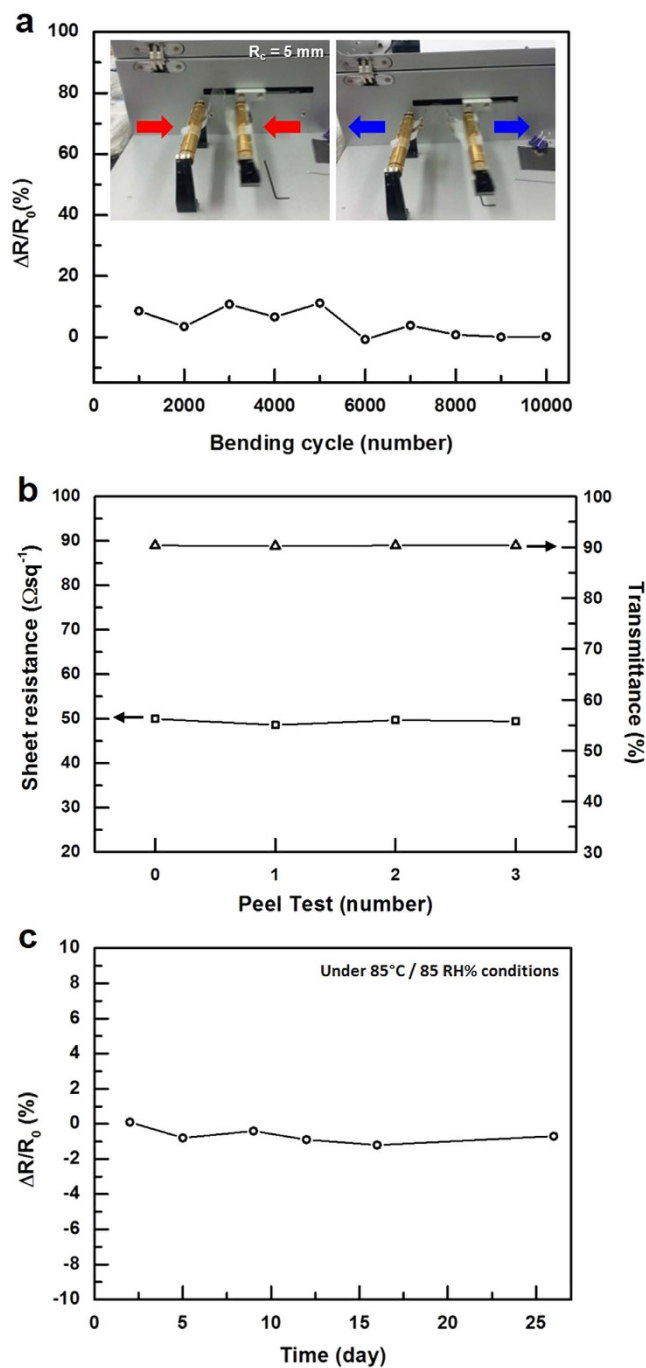 a
100
80
60
40
20
0
ΔR/R₀(%)
R_c = 5 mm
0 2000 4000 6000 8000 10000
Bending cycle (number)
b
100
90
80
70
60
50
40
30
20
Sheet resistance (Ωsq⁻¹)
100
90
80
70
60
50
40
30
Transmittance (%)
0 1 2 3
Peel Test (number)
c
10
8
6
4
2
0
-2
-4
-6
-8
-10
ΔR/R₀ (%)
Under 85°C / 85 RH% conditions
0 5 10 15 20 25
Time (day)